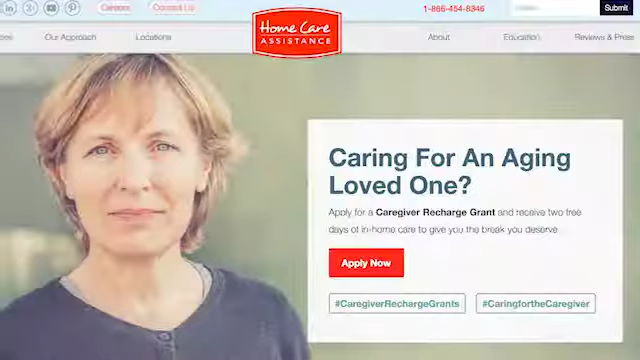 Careers
Contact Us
1-866-454-8346
Submit
Our Approach
Locations
Home Care
ASSISTANCE
About
Education
Reviews & Press
Caring For An Aging
Loved One?
Apply for a Caregiver Recharge Grant and receive two free
days of in-home care to give you the break you deserve
Apply Now
#CaregiverRechargeGrants
#CaringfortheCaregiver